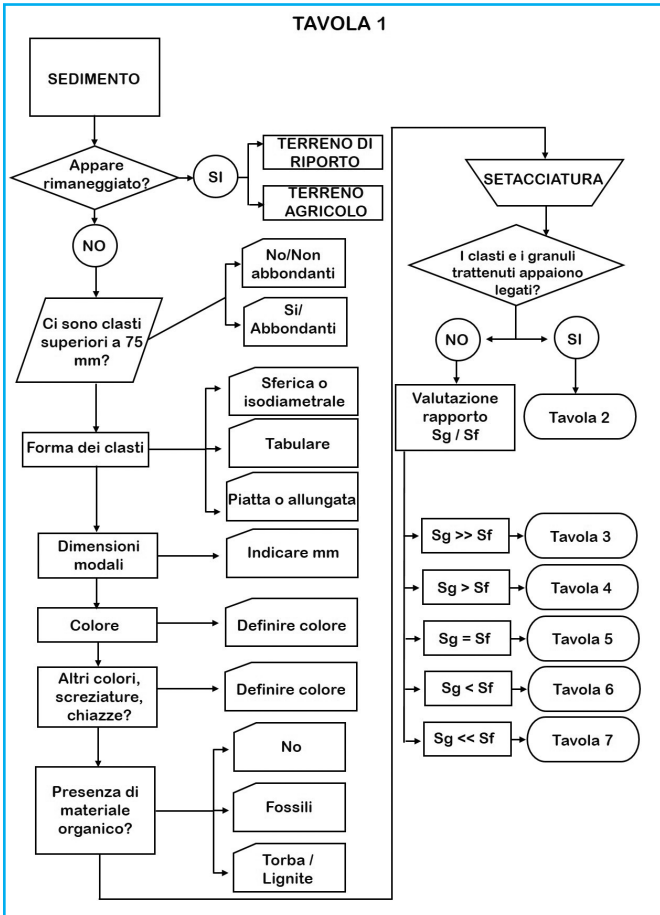 TAVOLA 1
SEDIMENTO
Appare
rimaneggiato?
SI
TERRENO DI
RIPORTO
TERRENO
AGRICOLO
NO
Ci sono clasti
superiori a 75
mm?
No/Non
abbondanti
Si/
Abbondanti
Forma dei clasti
Sferica o
isodiametrale
Tabulare
Piatta o allungata
Dimensioni
modali
Indicare mm
Colore
Definire colore
Altri colori,
screziature,
chiazze?
Definire colore
Presenza di
materiale
organico?
No
Fossili
Torba /
Lignite
SETACCIATURA
I clasti e i granuli
trattenuti appaiono
legati?
NO
SI
Valutazione
rapporto
Sg / Sf
Tavola 2
Sg >> Sf
Tavola 3
Sg > Sf
Tavola 4
Sg = Sf
Tavola 5
Sg < Sf
Tavola 6
Sg << Sf
Tavola 7